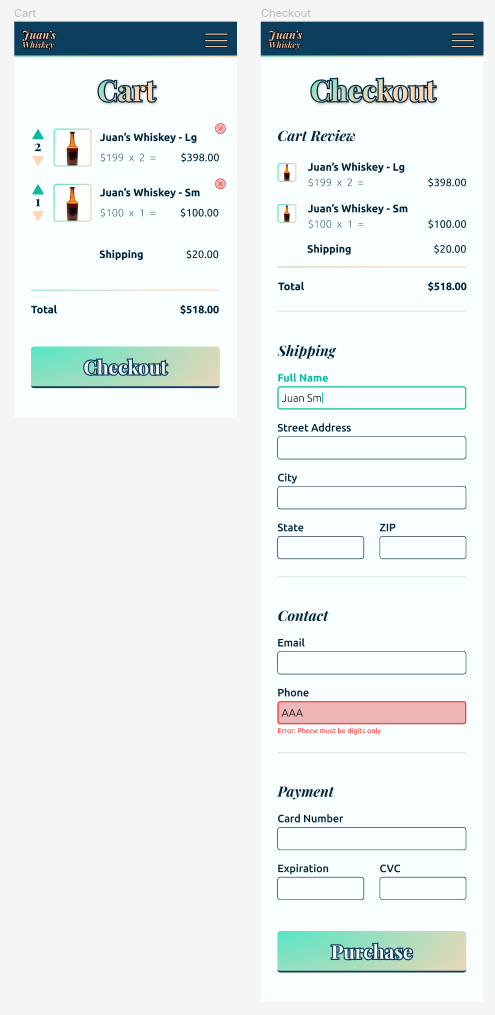 Cart
Juan's
Whiskey
Cart
2
Juan's Whiskey - Lg
$199 x 2 = $398.00
1
Juan's Whiskey - Sm
$100 x 1 = $100.00
Shipping $20.00
Total $518.00
Checkout
Checkout
Juan's
Whiskey
Checkout
Cart Review
Juan's Whiskey - Lg
$199 x 2 = $398.00
Juan's Whiskey - Sm
$100 x 1 = $100.00
Shipping $20.00
Total $518.00
Shipping
Full Name
Juan Sm
Street Address
City
State ZIP
Contact
Email
Phone
AAA
Error: Phone must be digits only
Payment
Card Number
Expiration CVC
Purchase